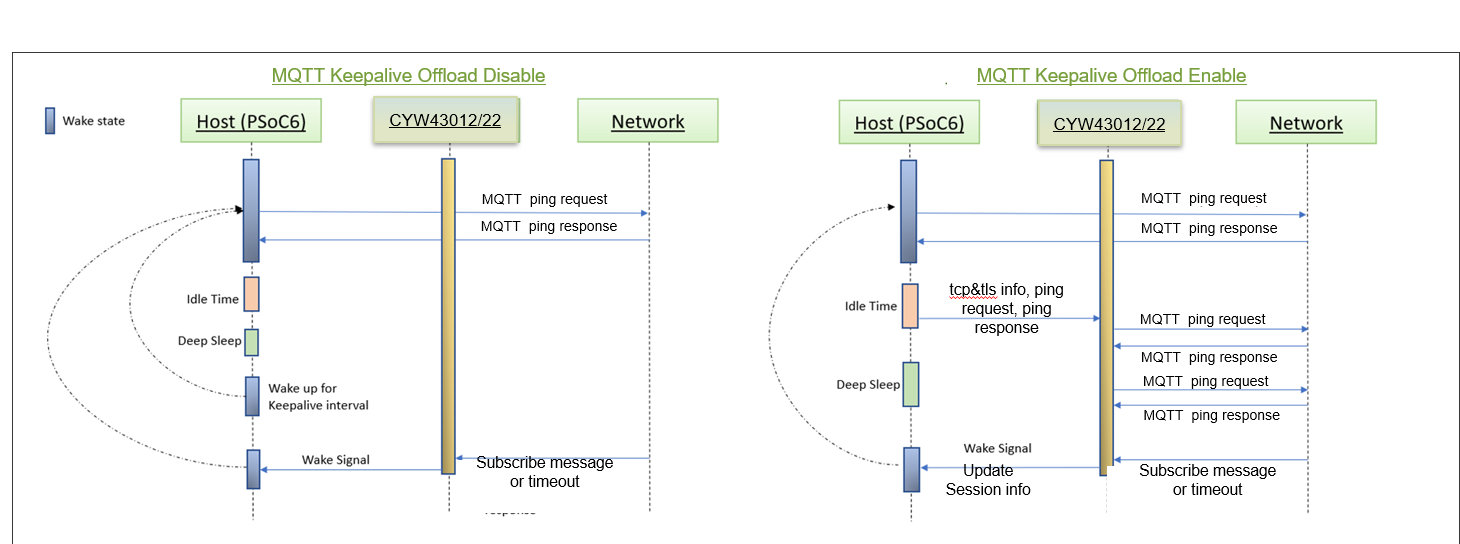 MQTT Keepalive Offload Disable
Wake state
Host (PSoC6)
CYW43012/22
Network
MQTT ping request
MQTT ping response
Idle Time
Deep Sleep
Wake up for
Keepalive interval
Wake Signal
Subscribe message
or timeout
MQTT Keepalive Offload Enable
Host (PSoC6)
CYW43012/22
Network
MQTT ping request
MQTT ping response
Idle Time
tcp&tls info, ping
request, ping
response
MQTT ping request
MQTT ping response
Deep Sleep
MQTT ping request
MQTT ping response
Wake Signal
Update
Session info
Subscribe message
or timeout